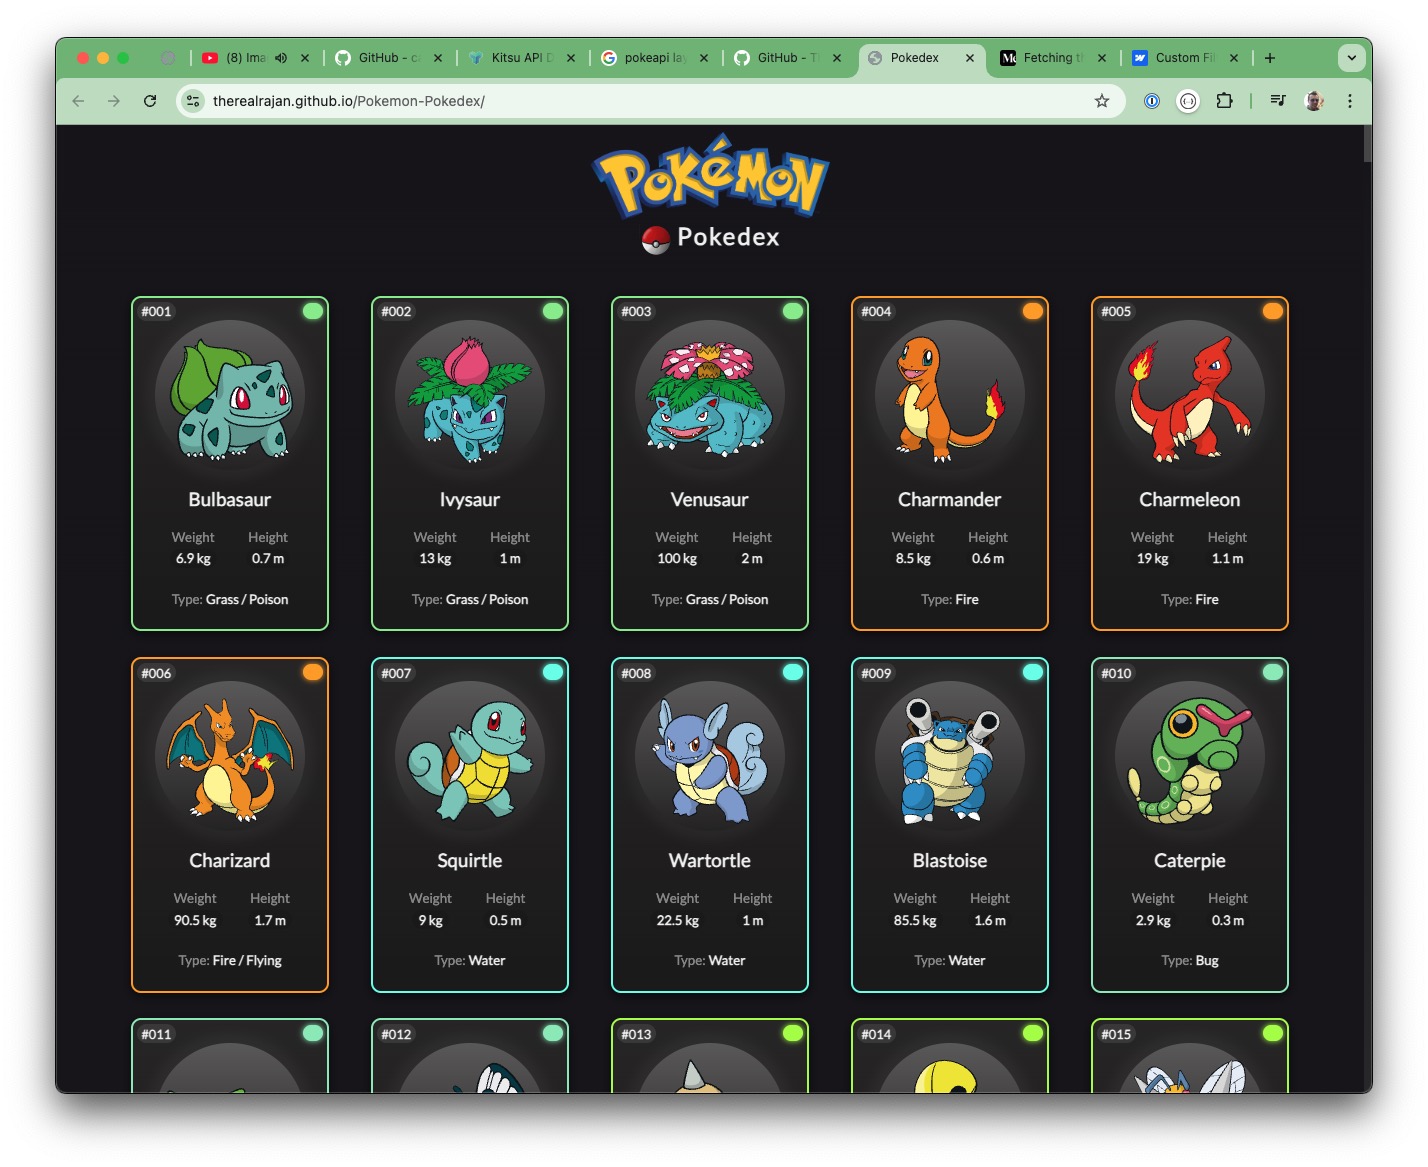 (8) Ima
GitHub - c
Kitsu API D
pokeapi lay
GitHub - T
Pokedex
Fetching t
Custom Fil
therealrajan.github.io/Pokemon-Pokedex/
POKéMON
Pokedex
#001 #002 #003 #004 #005
Bulbasaur Ivysaur Venusaur Charmander Charmeleon
Weight Height Weight Height Weight Height Weight Height Weight Height
6.9 kg 0.7 m 13 kg 1 m 100 kg 2 m 8.5 kg 0.6 m 19 kg 1.1 m
Type: Grass / Poison Type: Grass / Poison Type: Grass / Poison Type: Fire Type: Fire
#006 #007 #008 #009 #010
Charizard Squirtle Wartortle Blastoise Caterpie
Weight Height Weight Height Weight Height Weight Height Weight Height
90.5 kg 1.7 m 9 kg 0.5 m 22.5 kg 1 m 85.5 kg 1.6 m 2.9 kg 0.3 m
Type: Fire / Flying Type: Water Type: Water Type: Water Type: Bug
#011 #012 #013 #014 #015